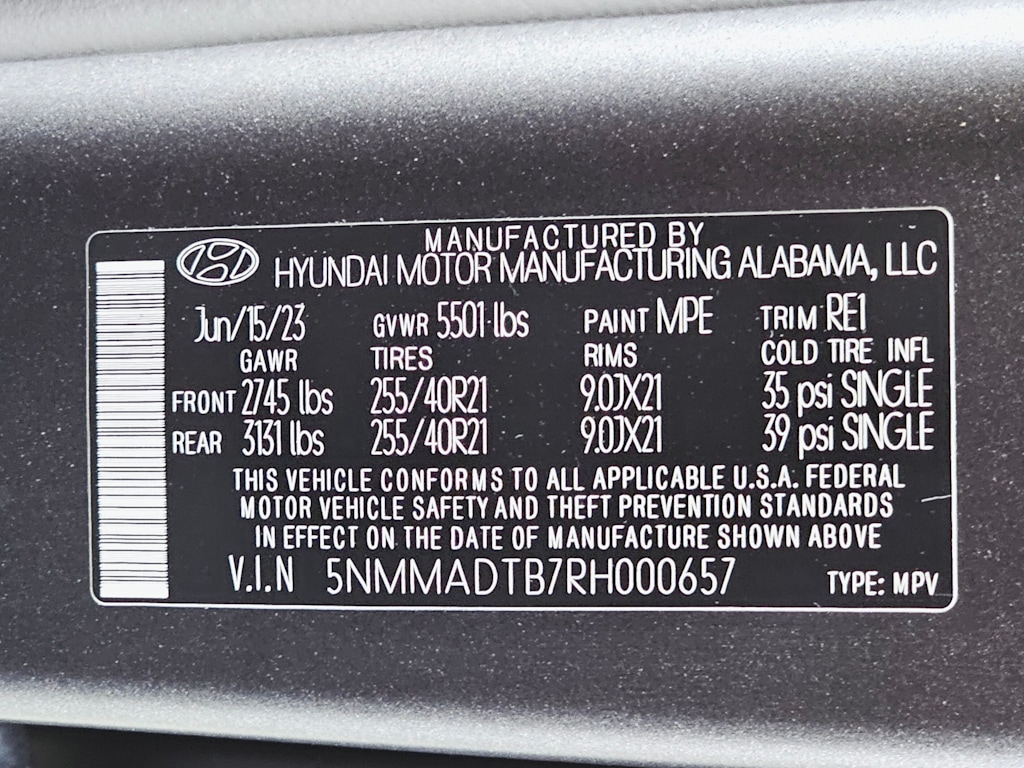 MANUFACTURED BY
HYUNDAI MOTOR MANUFACTURING ALABAMA, LLC
Jun/15/23 GVWR 5501 lbs PAINT MPE TRIM RE1
GAWR TIRES RIMS COLD TIRE INFL
FRONT 2745 lbs 255/40R21 9.0JX21 35 psi SINGLE
REAR 3131 lbs 255/40R21 9.0JX21 39 psi SINGLE
THIS VEHICLE CONFORMS TO ALL APPLICABLE U.S.A. FEDERAL
MOTOR VEHICLE SAFETY AND THEFT PREVENTION STANDARDS
IN EFFECT ON THE DATE OF MANUFACTURE SHOWN ABOVE
V.I.N 5NMMADTB7RH000657 TYPE: MPV